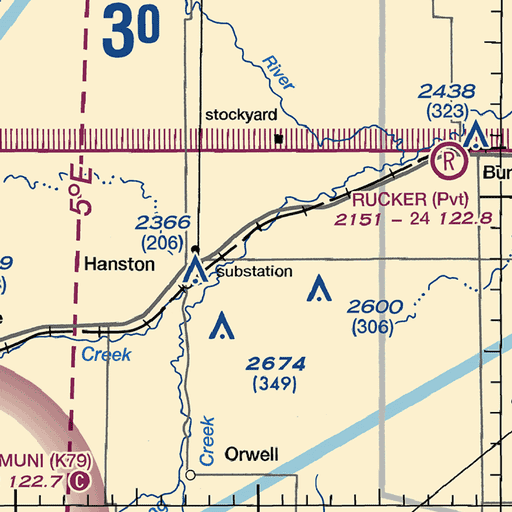 30
River
2438
(323)
stockyard
R
5°E
RUCKER (Pvt)
2151 - 24 122.8
2366
(206)
Hanston
substation
2600
(306)
Creek
2674
(349)
Creek
Orwell
MUNI (K79)
122.7 C